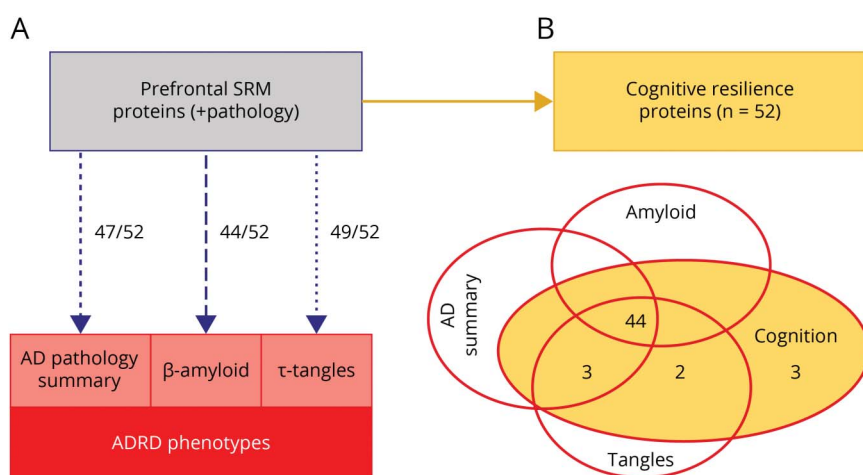 A
Prefrontal SRM
proteins (+pathology)
47/52
44/52
49/52
AD pathology
summary
β-amyloid
τ-tangles
ADRD phenotypes
B
Cognitive resilience
proteins (n = 52)
Amyloid
AD
summary
44
Cognition
3
2
3
Tangles